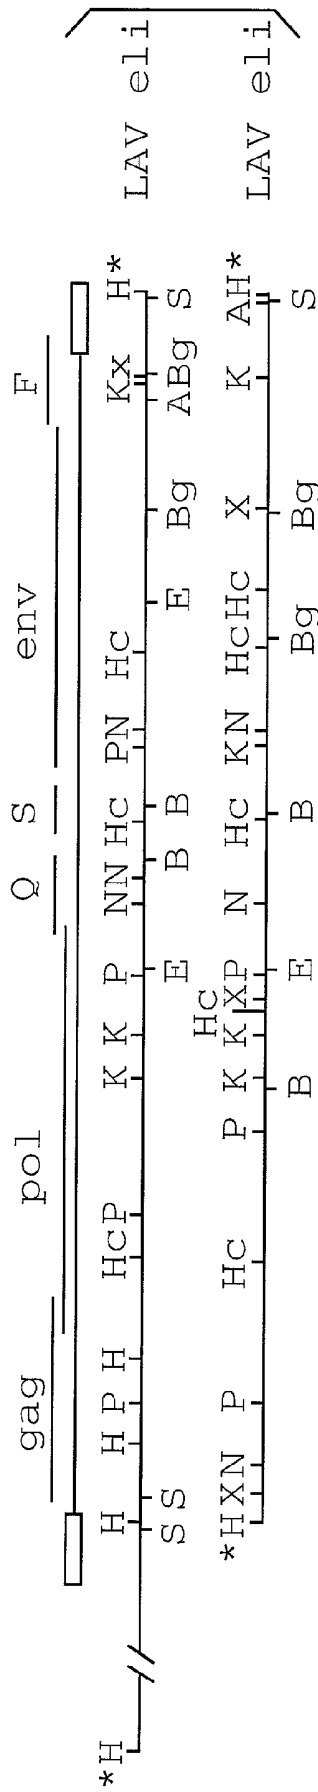 gag pol Q S env F
*H H H P H HcP K K P NN Hc PN Hc Kx H* LAV eli
S S E B B E Bg ABg S
*HXN P Hc P K K Hc XP N Hc KN HcHc X K AH* LAV eli
B E B Bg Bg S